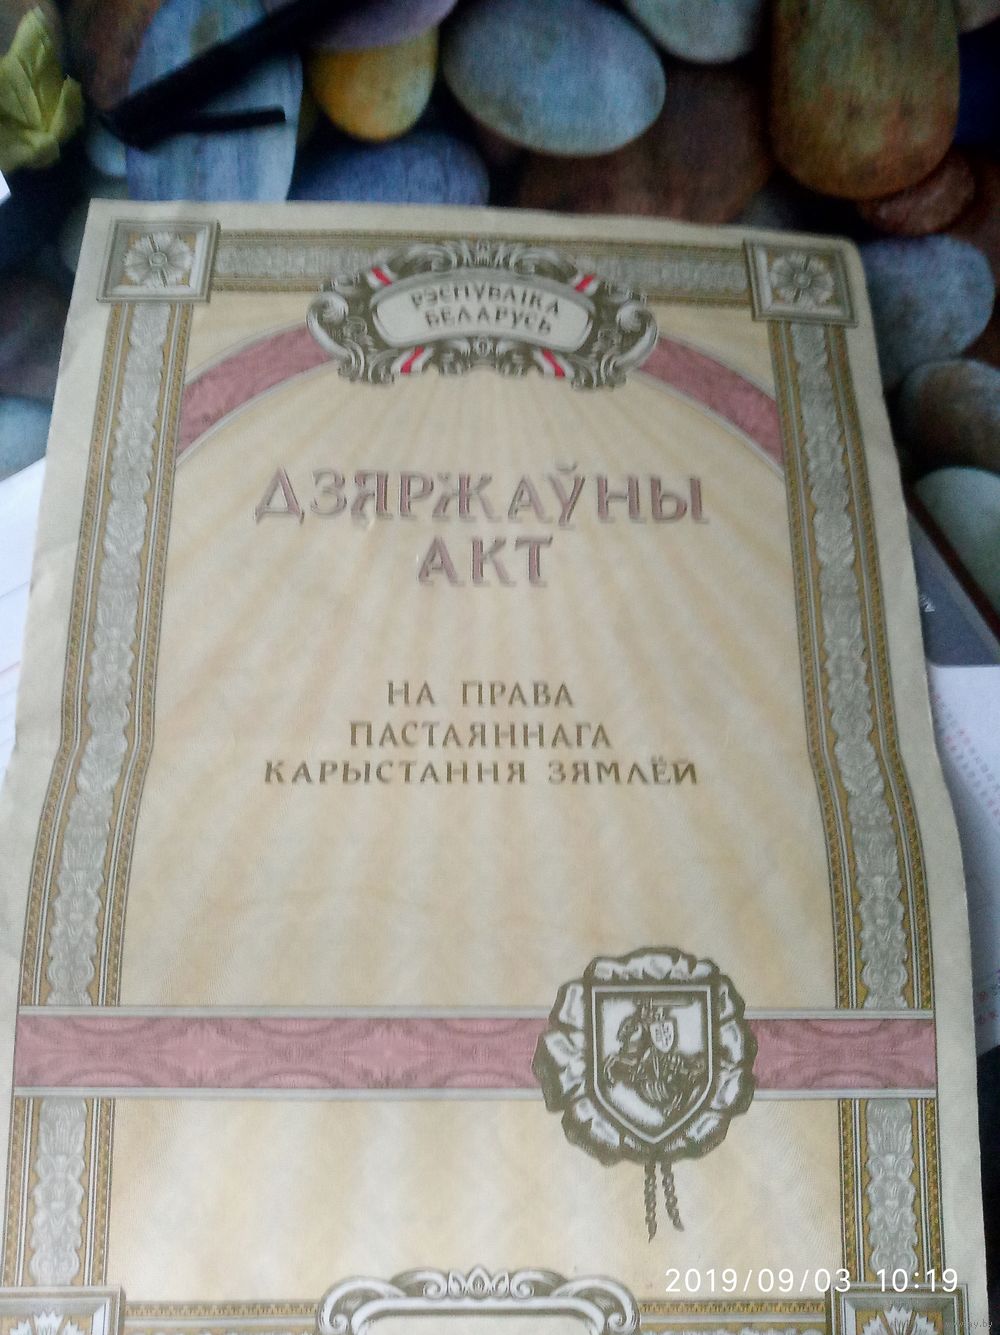 РЭСПУБЛІКА
БЕЛАРУСЬ
ДЗЯРЖАЎНЫ
АКТ
НА ПРАВА
ПАСТАЯННАГА
КАРЫСТАННЯ ЗЯМЛЁЙ
2019/09/03 10:19